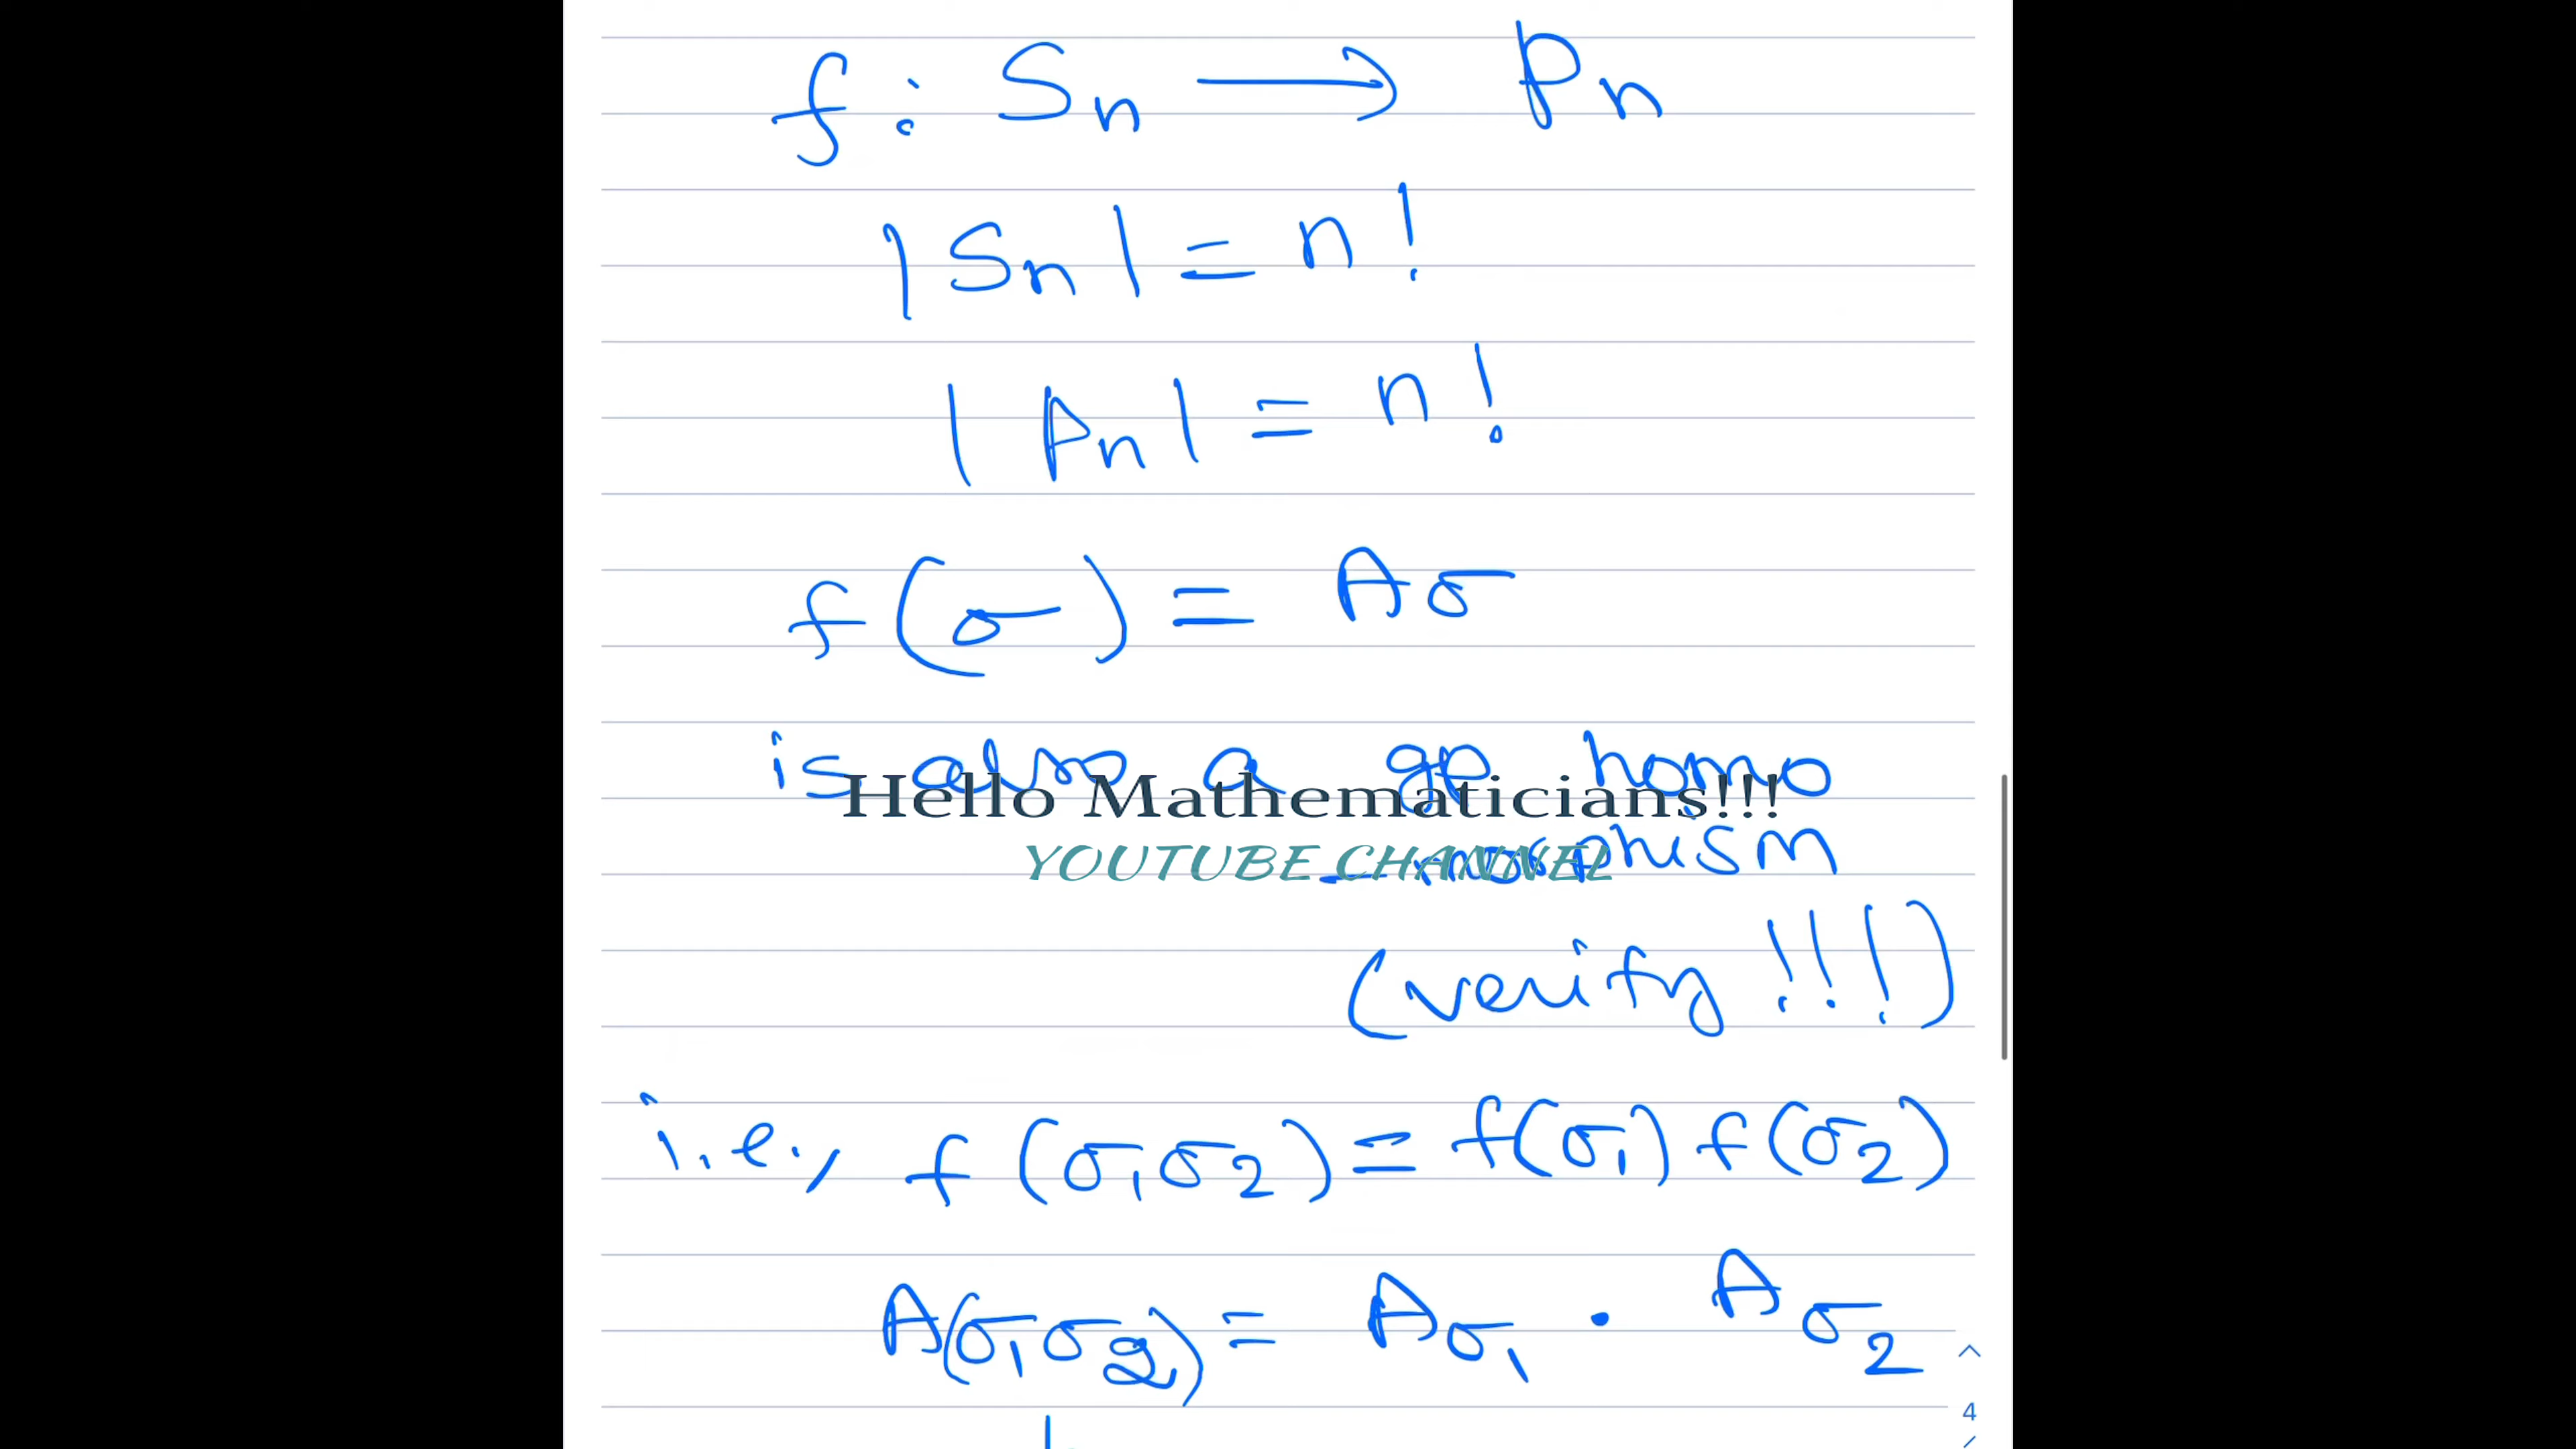 f : Sn → Pn
|Sn| = n!
|Pn| = n!
f(σ) = Aσ
is also a gp homo
Hello Mathematicians!!!
-morphism
YOUTUBE CHANNEL
(verify !!!)
i.e., f(σ₁σ₂) = f(σ₁) f(σ₂)
A(σ₁σ₂) = Aσ₁ · Aσ₂
4